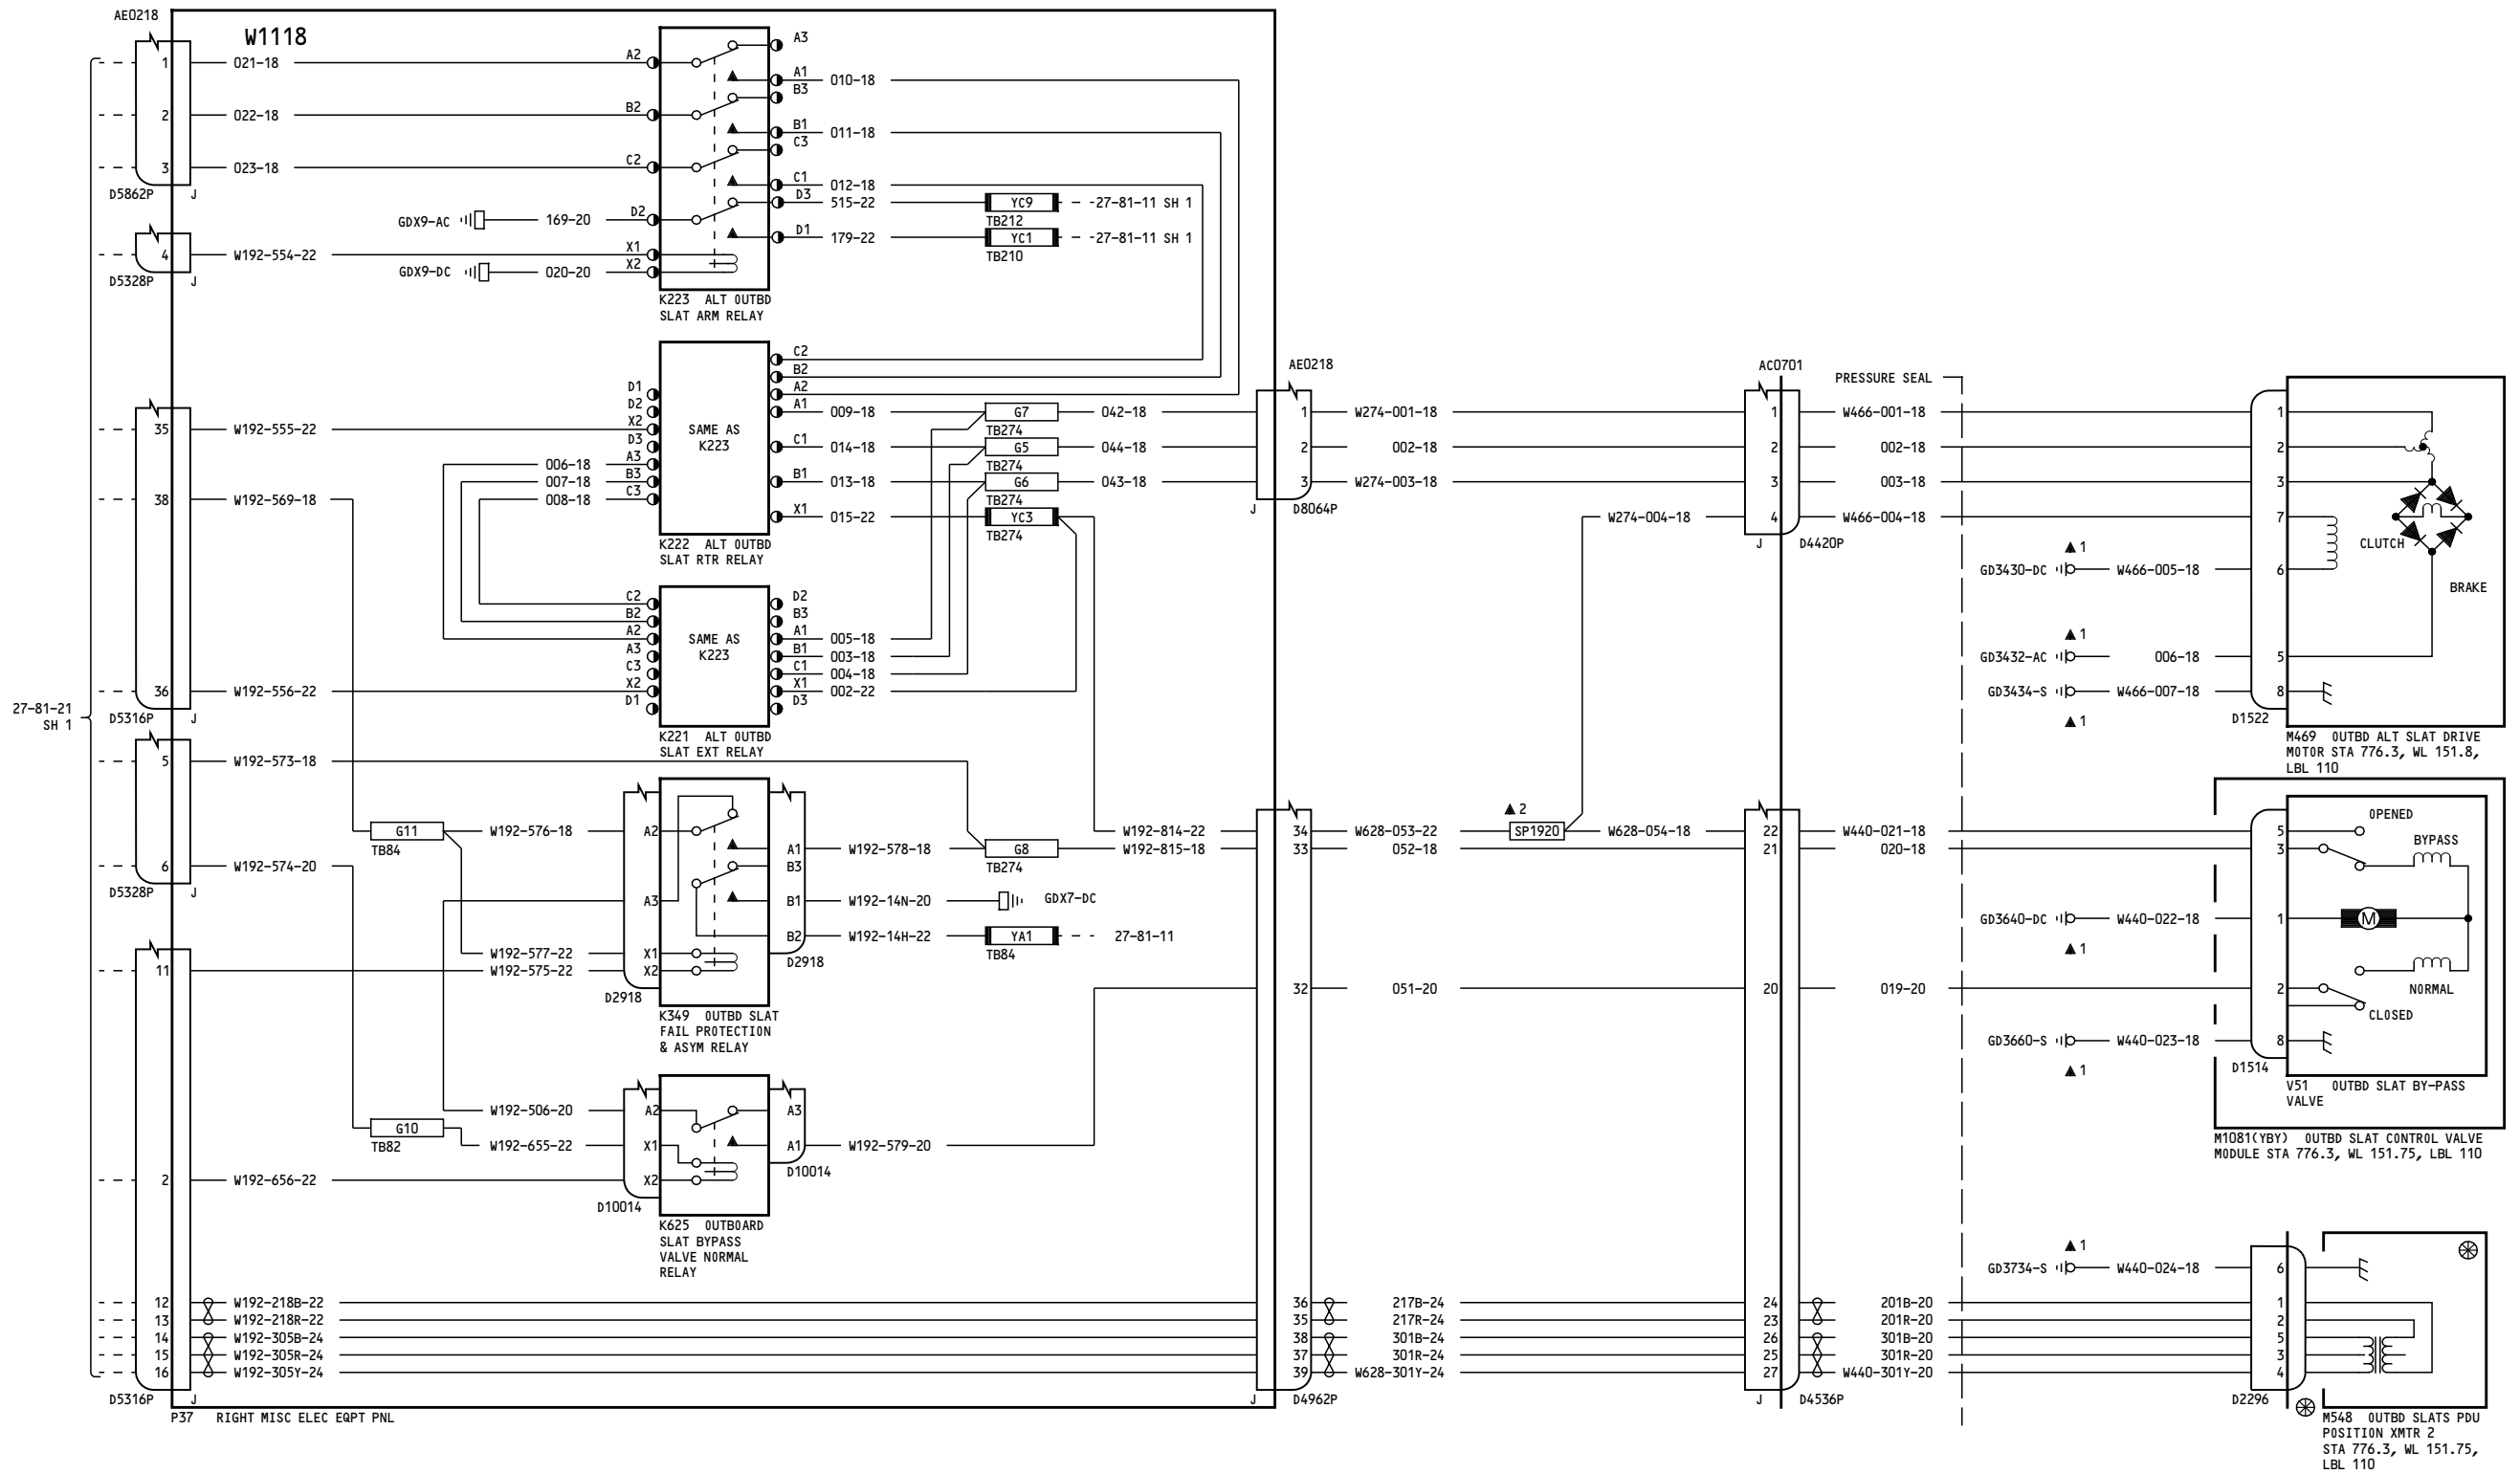 AE0218
W1118
1 021-18 A2 A3
A1 010-18
B3
2 022-18 B2
B1 011-18
C3
3 023-18 C2
D5862P J
C1 012-18
D3 515-22 YC9 -27-81-11 SH 1
TB212
GDX9-AC 169-20 D2
D1 179-22 YC1 -27-81-11 SH 1
TB210
4 W192-554-22 X1
GDX9-DC 020-20 X2
D5328P J
K223 ALT OUTBD
SLAT ARM RELAY
C2
B2
A2
D1
D2
A1 009-18 G7 042-18
TB274
35 W192-555-22 X2
SAME AS
K223
D3
C1 014-18 G5 044-18
TB274
006-18 A3
007-18 B3
B1 013-18 G6 043-18
TB274
38 W192-569-18
008-18 C3
X1 015-22 YC3
TB274
K222 ALT OUTBD
SLAT RTR RELAY
AE0218
1 W274-001-18
2 002-18
3 W274-003-18
J D8064P
AC0701
PRESSURE SEAL
1 W466-001-18 1
2 002-18 2
3 003-18 3
W274-004-18 4 W466-004-18 7
J D4420P
CLUTCH
1
GD3430-DC W466-005-18 6
BRAKE
1
GD3432-AC 006-18 5
GD3434-S W466-007-18 8
1
D1522
M469 OUTBD ALT SLAT DRIVE
MOTOR STA 776.3, WL 151.8,
LBL 110
C2 D2
B2 B3
A2 A1 005-18
SAME AS
K223
A3 B1 003-18
C3 C1 004-18
36 W192-556-22 X2 X1 002-22
D1 D3
27-81-21
SH 1
D5316P J
K221 ALT OUTBD
SLAT EXT RELAY
5 W192-573-18
G11 W192-576-18 A2
TB84
A1 W192-578-18 G8 W192-815-18 33 052-18 21 020-18 3
TB274
W192-814-22 34 W628-053-22 SP1920 W628-054-18 22 W440-021-18 5
2
6 W192-574-20
B3
D5328P J
A3 B1 W192-14N-20 GDX7-DC
B2 W192-14H-22 YA1 27-81-11
TB84
W192-577-22 X1
11 W192-575-22 X2
D2918
D2918
K349 OUTBD SLAT
FAIL PROTECTION
& ASYM RELAY
32 051-20 20 019-20 2
OPENED
BYPASS
GD3640-DC W440-022-18 1 M
1
NORMAL
CLOSED
GD3660-S W440-023-18 8
1
D1514
V51 OUTBD SLAT BY-PASS
VALVE
M1081(YBY) OUTBD SLAT CONTROL VALVE
MODULE STA 776.3, WL 151.75, LBL 110
W192-506-20 A2 A3
G10 W192-655-22 X1 A1 W192-579-20
TB82
2 W192-656-22 X2
D10014
D10014
K625 OUTBOARD
SLAT BYPASS
VALVE NORMAL
RELAY
1
GD3734-S W440-024-18 6
12 W192-218B-22 36 217B-24 24 201B-20 1
13 W192-218R-22 35 217R-24 23 201R-20 2
14 W192-305B-24 38 301B-24 26 301B-20 5
15 W192-305R-24 37 301R-24 25 301R-20 3
16 W192-305Y-24 39 W628-301Y-24 27 W440-301Y-20 4
D5316P J J D4962P J D4536P D2296
P37 RIGHT MISC ELEC EQPT PNL
M548 OUTBD SLATS PDU
POSITION XMTR 2
STA 776.3, WL 151.75,
LBL 110